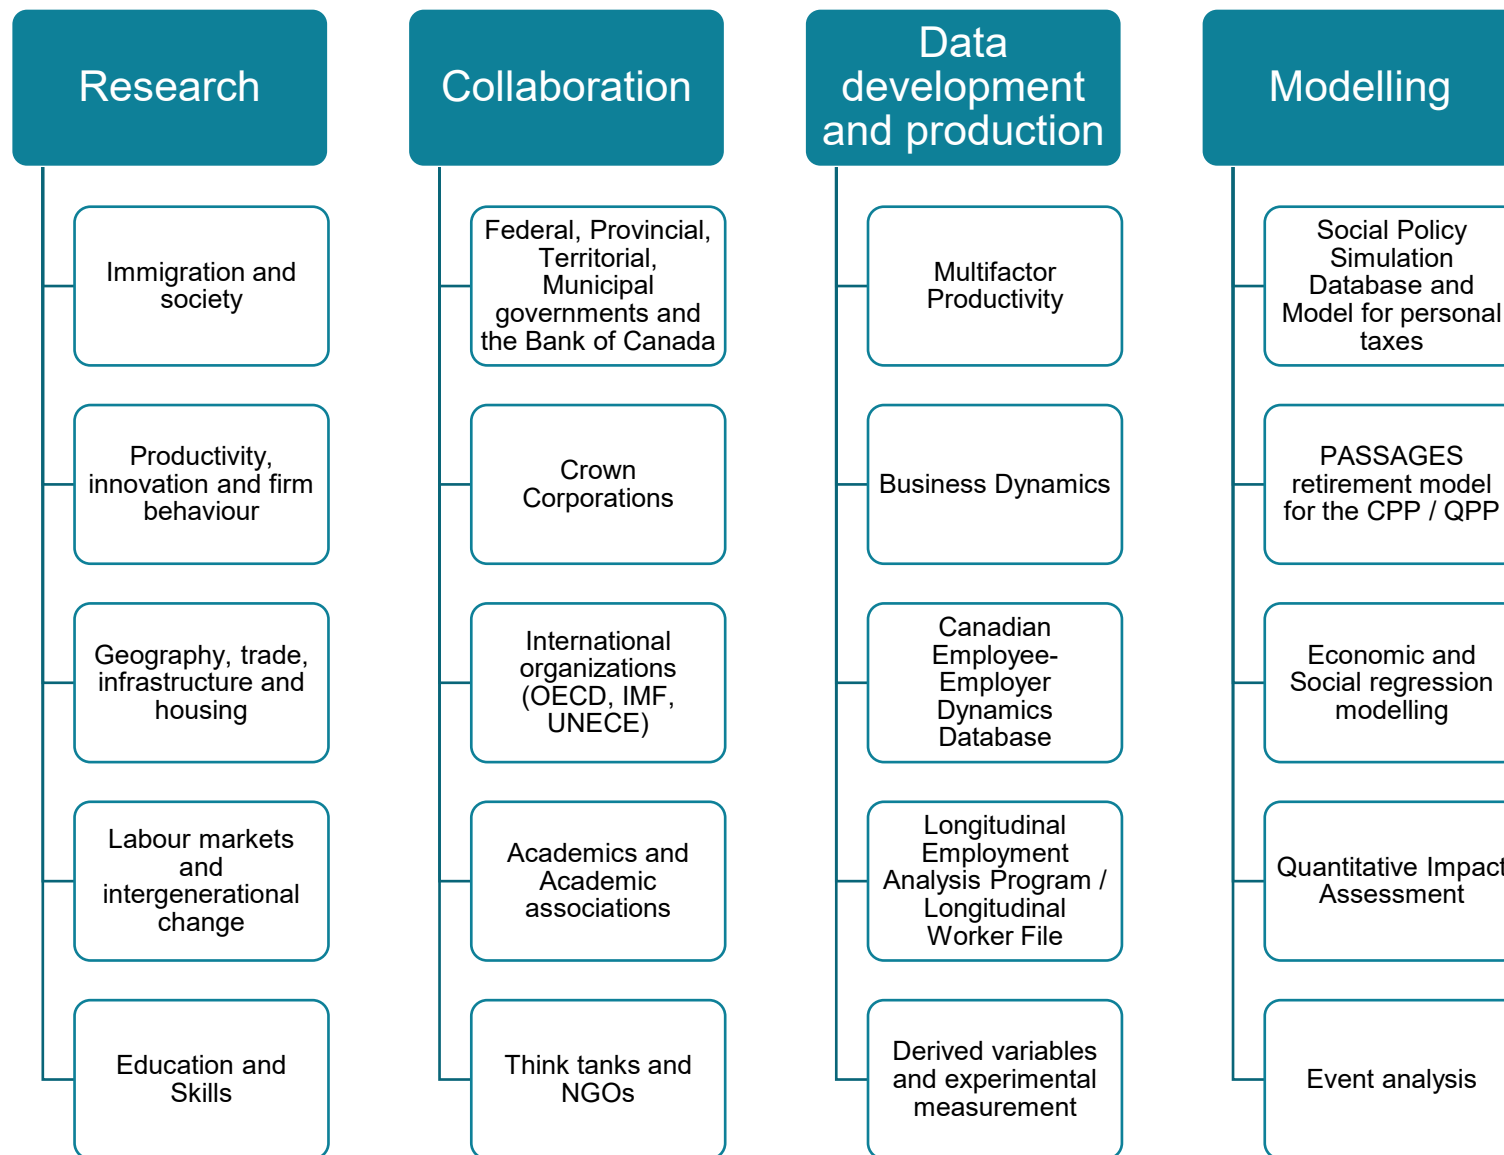 Research
Immigration and
society
Productivity,
innovation and firm
behaviour
Geography, trade,
infrastructure and
housing
Labour markets
and
intergenerational
change
Education and
Skills
Collaboration
Federal, Provincial,
Territorial,
Municipal
governments and
the Bank of Canada
Crown
Corporations
International
organizations
(OECD, IMF,
UNECE)
Academics and
Academic
associations
Think tanks and
NGOs
Data
development
and production
Multifactor
Productivity
Business Dynamics
Canadian
Employee-
Employer
Dynamics
Database
Longitudinal
Employment
Analysis Program /
Longitudinal
Worker File
Derived variables
and experimental
measurement
Modelling
Social Policy
Simulation
Database and
Model for personal
taxes
PASSAGES
retirement model
for the CPP / QPP
Economic and
Social regression
modelling
Quantitative Impact
Assessment
Event analysis